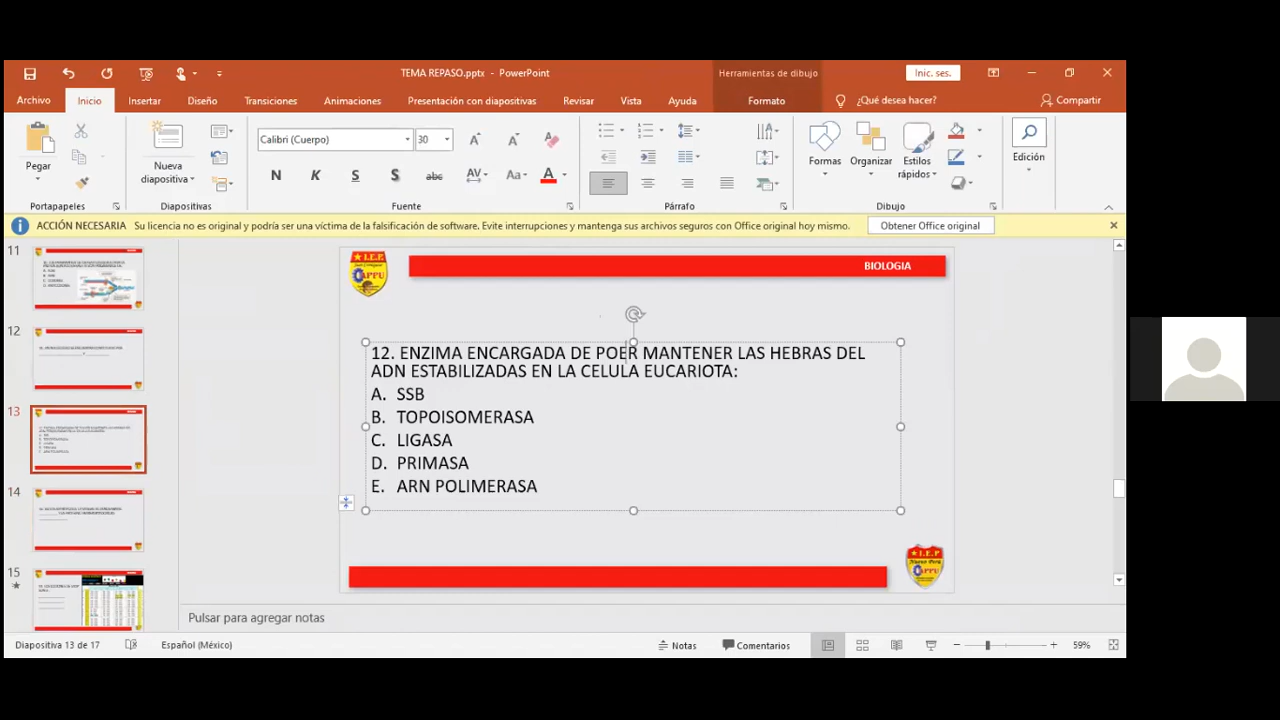 TEMA REPASO.pptx - PowerPoint
Herramientas de dibujo
Inic. ses.
Archivo Inicio Insertar Diseño Transiciones Animaciones Presentación con diapositivas Revisar Vista Ayuda Formato ¿Qué desea hacer? Compartir
Pegar
Nueva
diapositiva
Calibri (Cuerpo) 30
N K S S abc AV Aa A
Formas Organizar Estilos
rápidos
Edición
Portapapeles Diapositivas Fuente Párrafo Dibujo
ACCIÓN NECESARIA Su licencia no es original y podría ser una víctima de la falsificación de software. Evite interrupciones y mantenga sus archivos seguros con Office original hoy mismo. Obtener Office original
11
12
13
14
15
BIOLOGIA
12. ENZIMA ENCARGADA DE POER MANTENER LAS HEBRAS DEL
ADN ESTABILIZADAS EN LA CELULA EUCARIOTA:
A. SSB
B. TOPOISOMERASA
C. LIGASA
D. PRIMASA
E. ARN POLIMERASA
Pulsar para agregar notas
Diapositiva 13 de 17 Español (México) Notas Comentarios 59%